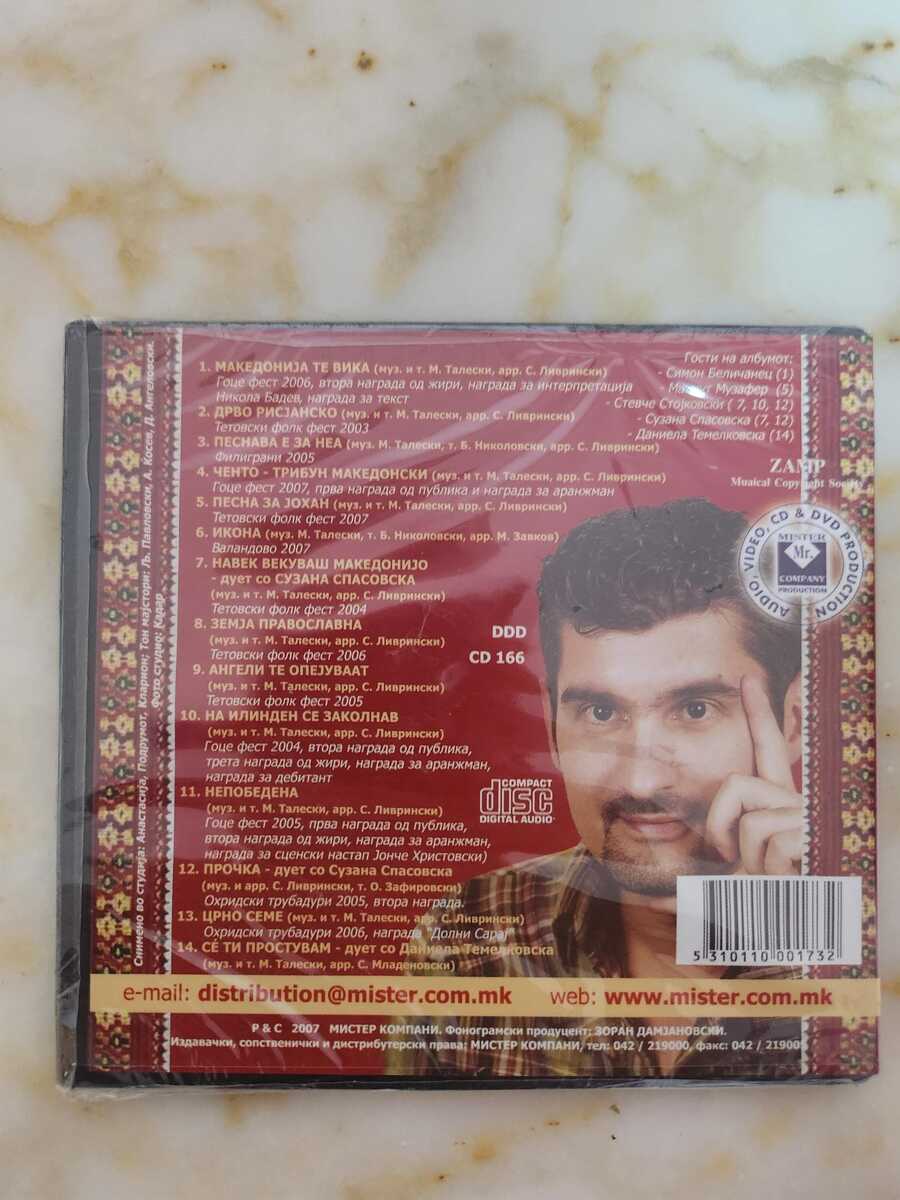 1. МАКЕДОНИЈА ТЕ ВИКА (муз. и т. М. Талески, арр. С. Ливрински)
Гоце фест 2006, втора награда од жири, награда за интерпретација
Никола Бадев, награда за текст
2. ДРВО РИСЈАНСКО (муз. и т. М. Талески, арр. С. Ливрински)
Тетовски фолк фест 2003
3. ПЕСНАВА Е ЗА НЕА (муз. М. Талески, т. Б. Николовски, арр. С. Ливрински)
Филиграни 2005
4. ЧЕНТО - ТРИБУН МАКЕДОНСКИ (муз. и т. М. Талески, арр. С. Ливрински)
Гоце фест 2007, прва награда од публика и награда за аранжман
5. ПЕСНА ЗА ЈОХАН (муз. и т. М. Талески, арр. С. Ливрински)
Тетовски фолк фест 2007
6. ИКОНА (муз. М. Талески, т. Б. Николовски, арр. М. Завков)
Валандово 2007
7. НАВЕК ВЕКУВАШ МАКЕДОНИЈО
- дует со СУЗАНА СПАСОВСКА
(муз. и т. М. Талески, арр. С. Ливрински)
Тетовски фолк фест 2004
8. ЗЕМЈА ПРАВОСЛАВНА
(муз. и т. М. Талески, арр. С. Ливрински)
Тетовски фолк фест 2006
9. АНГЕЛИ ТЕ ОПЕЈУВААТ
(муз. и т. М. Талески, арр. С. Ливрински)
Тетовски фолк фест 2005
10. НА ИЛИНДЕН СЕ ЗАКОЛНАВ
(муз. и т. М. Талески, арр. С. Ливрински)
Гоце фест 2004, втора награда од публика,
трета награда од жири, награда за аранжман,
награда за дебитант
11. НЕПОБЕДЕНА
(муз. и т. М. Талески, арр. С. Ливрински)
Гоце фест 2005, прва награда од публика,
втора награда од жири, награда за аранжман,
награда за сценски настап Јонче Христовски)
12. ПРОЧКА - дует со Сузана Спасовска
(муз. и арр. С. Ливрински, т. О. Зафировски)
Охридски трубадури 2005, втора награда.
13. ЦРНО СЕМЕ (муз. и т. М. Талески, арр. С. Ливрински)
Охридски трубадури 2006, награда "Долни Сарај"
14. СÈ ТИ ПРОСТУВАМ - дует со Даниела Темелковска
(муз. и т. М. Талески, арр. С. Младеновски)
Гости на албумот:
- Симон Беличанец (1)
- Музафер (5)
- Стевче Стојковски ( 7, 10, 12)
- Сузана Спасовска (7, 12)
- Даниела Темелковска (14)
ZAMP
Musical Copyright Society
AUDIO, VIDEO, CD & DVD PRODUCTION
MISTER
Mr.
COMPANY
PRODUCTION
DDD
CD 166
COMPACT
disc
DIGITAL AUDIO
Снимено во студија: Анастасија, Подрумот, Кларион; Тон мајстори: Љ. Павловски, А. Косев, Д. Ангеловски.
Фото студио: Кадар
5 310110 001732
e-mail: distribution@mister.com.mk web: www.mister.com.mk
P & C 2007 МИСТЕР КОМПАНИ. Фонограмски продуцент; ЗОРАН ДАМЈАНОВСКИ.
Издавачки, сопственички и дистрибутерски права: МИСТЕР КОМПАНИ, тел: 042 / 219000, факс: 042 / 219005